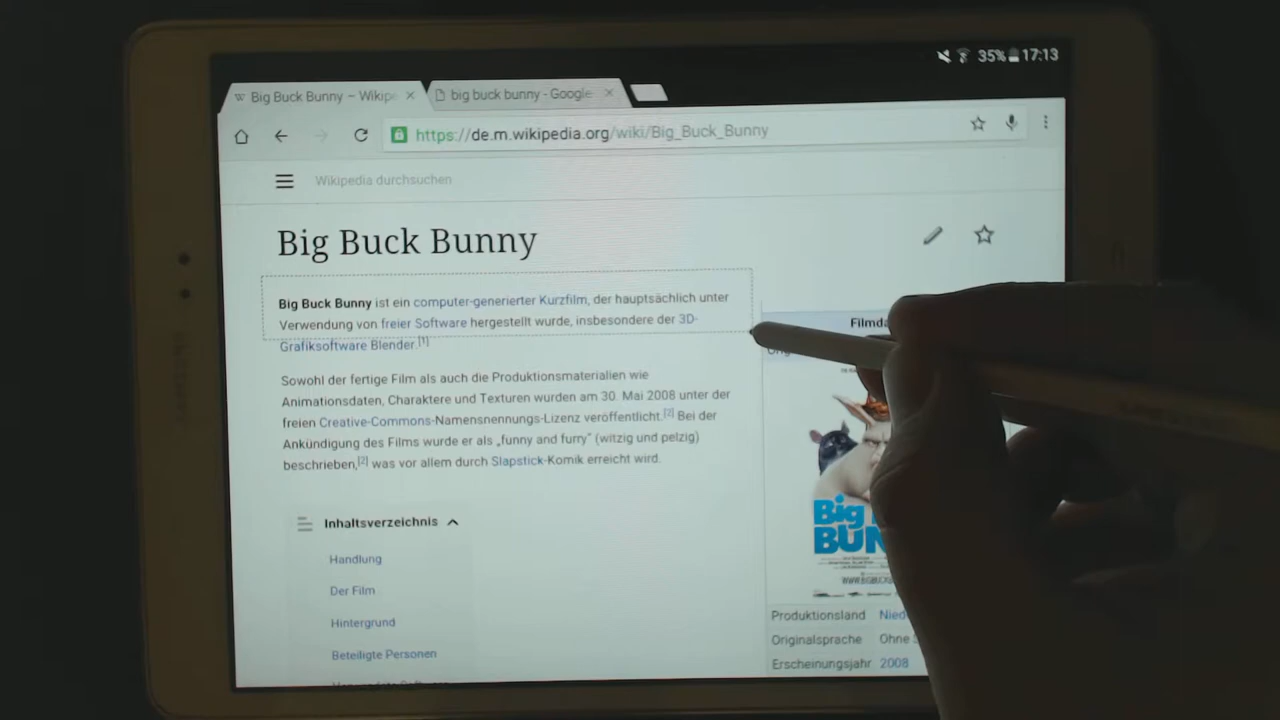 35% 17:13
Big Buck Bunny – Wikipe
big buck bunny - Google
https://de.m.wikipedia.org/wiki/Big_Buck_Bunny
Wikipedia durchsuchen
Big Buck Bunny
Big Buck Bunny ist ein computer-generierter Kurzfilm, der hauptsächlich unter
Verwendung von freier Software hergestellt wurde, insbesondere der 3D-
Grafiksoftware Blender.[1]
Sowohl der fertige Film als auch die Produktionsmaterialien wie
Animationsdaten, Charaktere und Texturen wurden am 30. Mai 2008 unter der
freien Creative-Commons-Namensnennungs-Lizenz veröffentlicht.[2] Bei der
Ankündigung des Films wurde er als „funny and furry“ (witzig und pelzig)
beschrieben,[2] was vor allem durch Slapstick-Komik erreicht wird.
Inhaltsverzeichnis
Handlung
Der Film
Hintergrund
Beteiligte Personen
Filmda
Big
BUN
Produktionsland Nied
Originalsprache Ohne
Erscheinungsjahr 2008